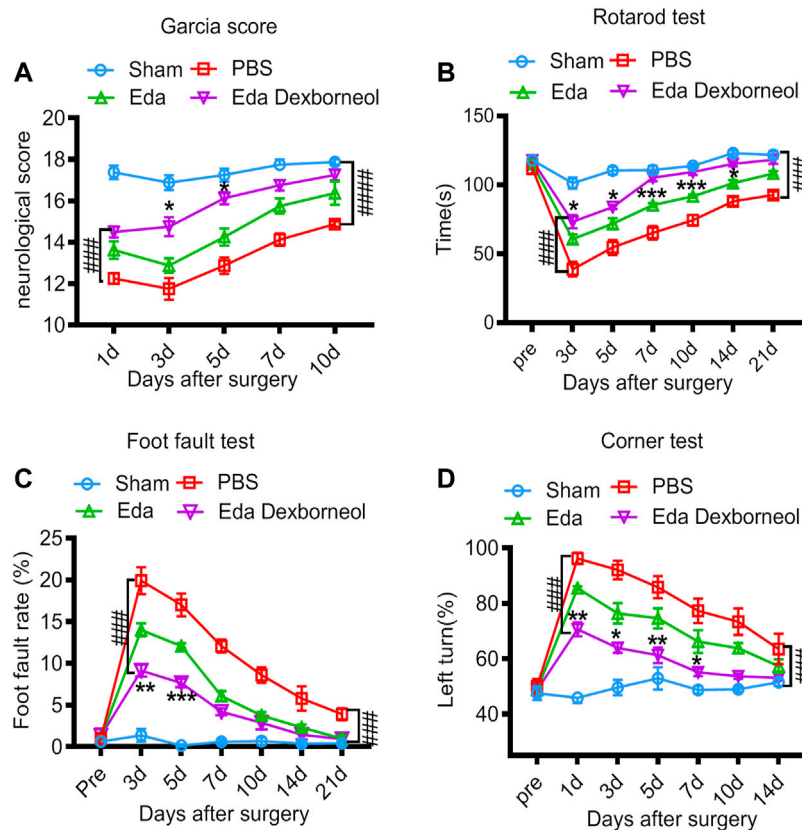 Garcia score
A
Sham PBS
Eda Eda Dexborneol
neurological score
20
18
16
14
12
10
*
*
####
####
1d 3d 5d 7d 10d
Days after surgery
Rotarod test
B
Sham PBS
Eda Eda Dexborneol
Time(s)
150
100
50
0
* * *** *** *
####
####
pre 3d 5d 7d 10d 14d 21d
Days after surgery
Foot fault test
C
Sham PBS
Eda Eda Dexborneol
Foot fault rate (%)
25
20
15
10
5
0
** ***
####
####
Pre 3d 5d 7d 10d 14d 21d
Days after surgery
Corner test
D
Sham PBS
Eda Eda Dexborneol
Left turn(%)
100
80
60
40
** * ** *
####
####
pre 1d 3d 5d 7d 10d 14d
Days after surgery